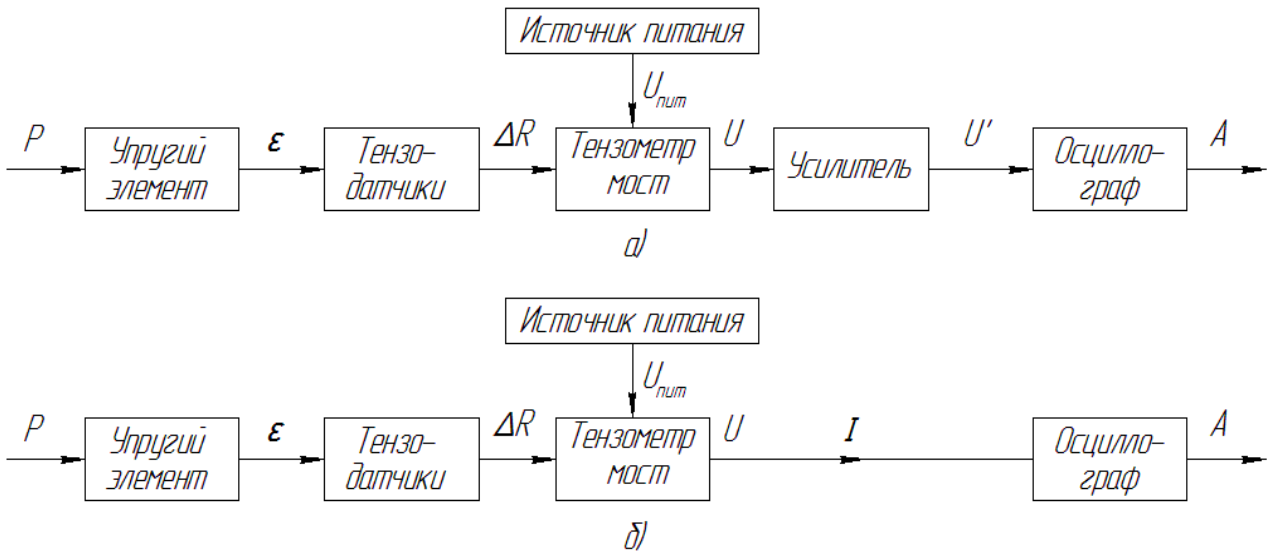 Источник питания
Uпит
P
Упругий
элемент
ε
Тензо-
датчики
ΔR
Тензометр
мост
U
Усилитель
U'
Осцилло-
граф
A
а)
Источник питания
Uпит
P
Упругий
элемент
ε
Тензо-
датчики
ΔR
Тензометр
мост
U
I
Осцилло-
граф
A
б)